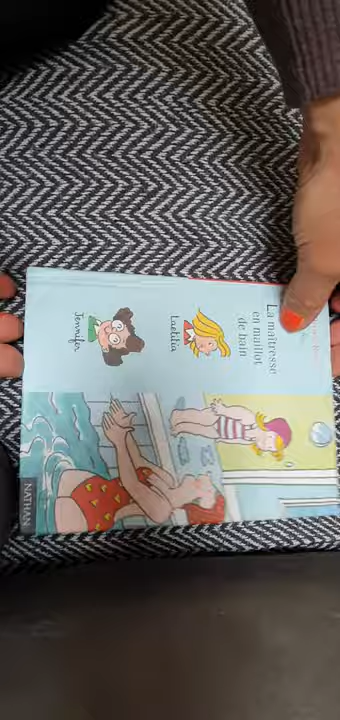 La maîtresse
en maillot
de bain
Laetitia
Jennifer
NATHAN